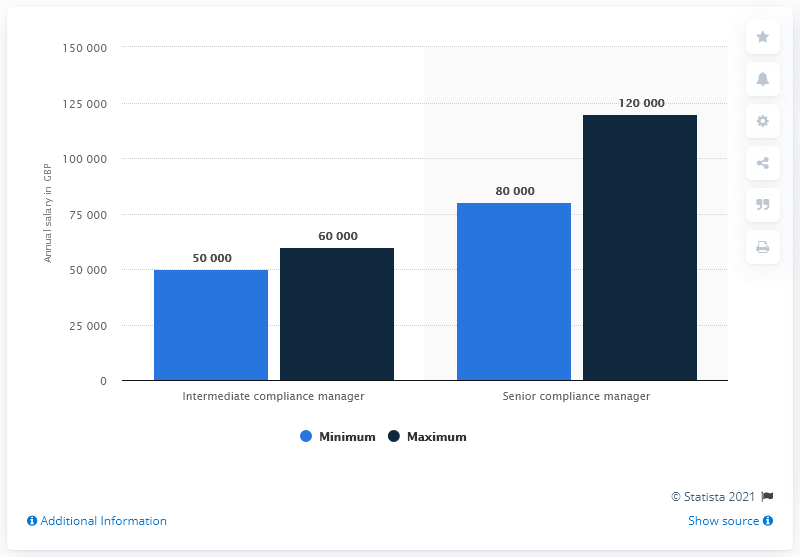 150 000
125 000
100 000
75 000
50 000
25 000
0
Annual salary in GBP
50 000
60 000
80 000
120 000
Intermediate compliance manager
Senior compliance manager
Minimum
Maximum
© Statista 2021
Additional Information
Show source